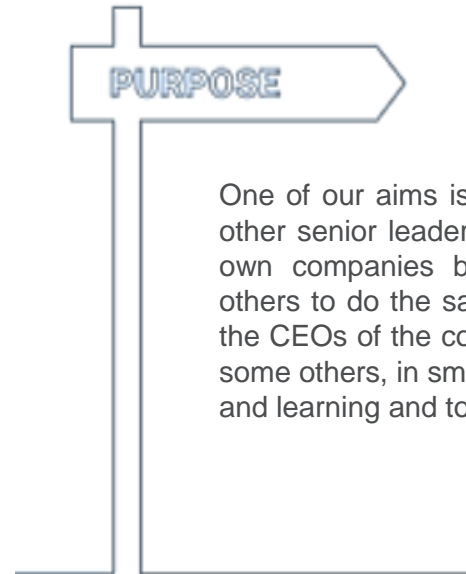 PURPOSE
One of our aims is
other senior leader
own companies b
others to do the sa
the CEOs of the co
some others, in sm
and learning and to